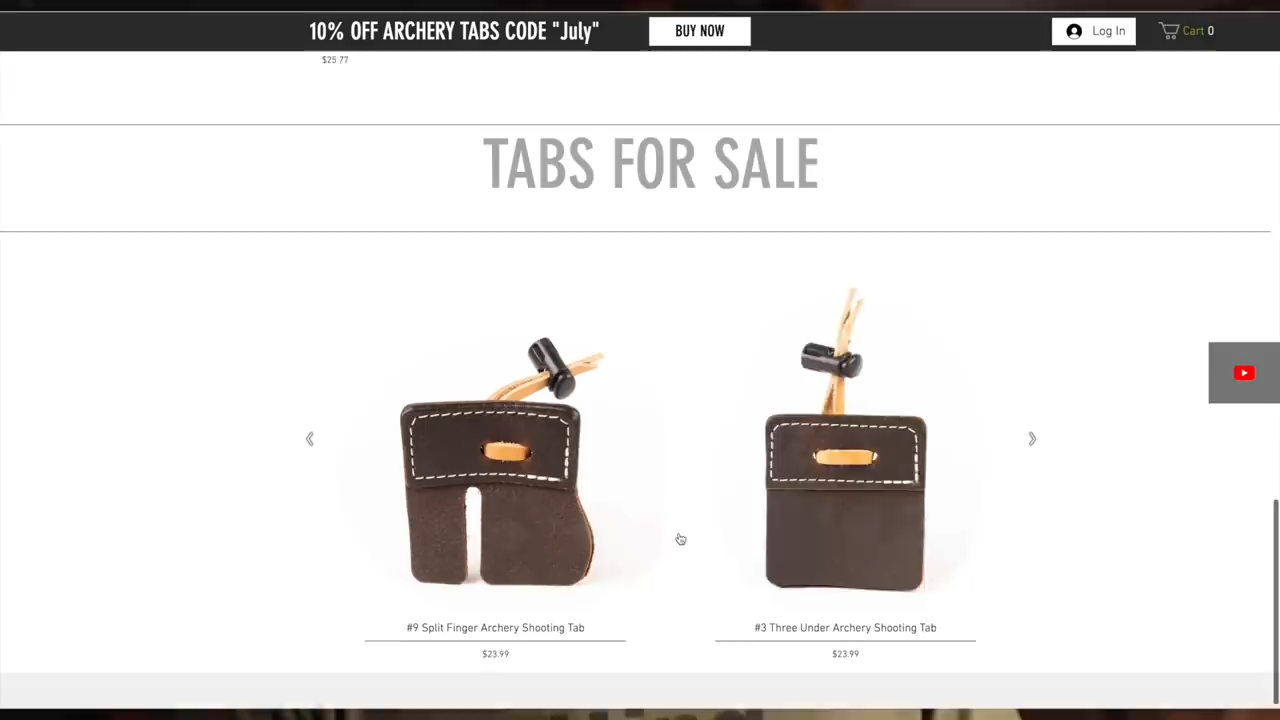 10% OFF ARCHERY TABS CODE "July"
BUY NOW
Log In
Cart 0
$25 77
TABS FOR SALE
#9 Split Finger Archery Shooting Tab
$23.99
#3 Three Under Archery Shooting Tab
$23.99